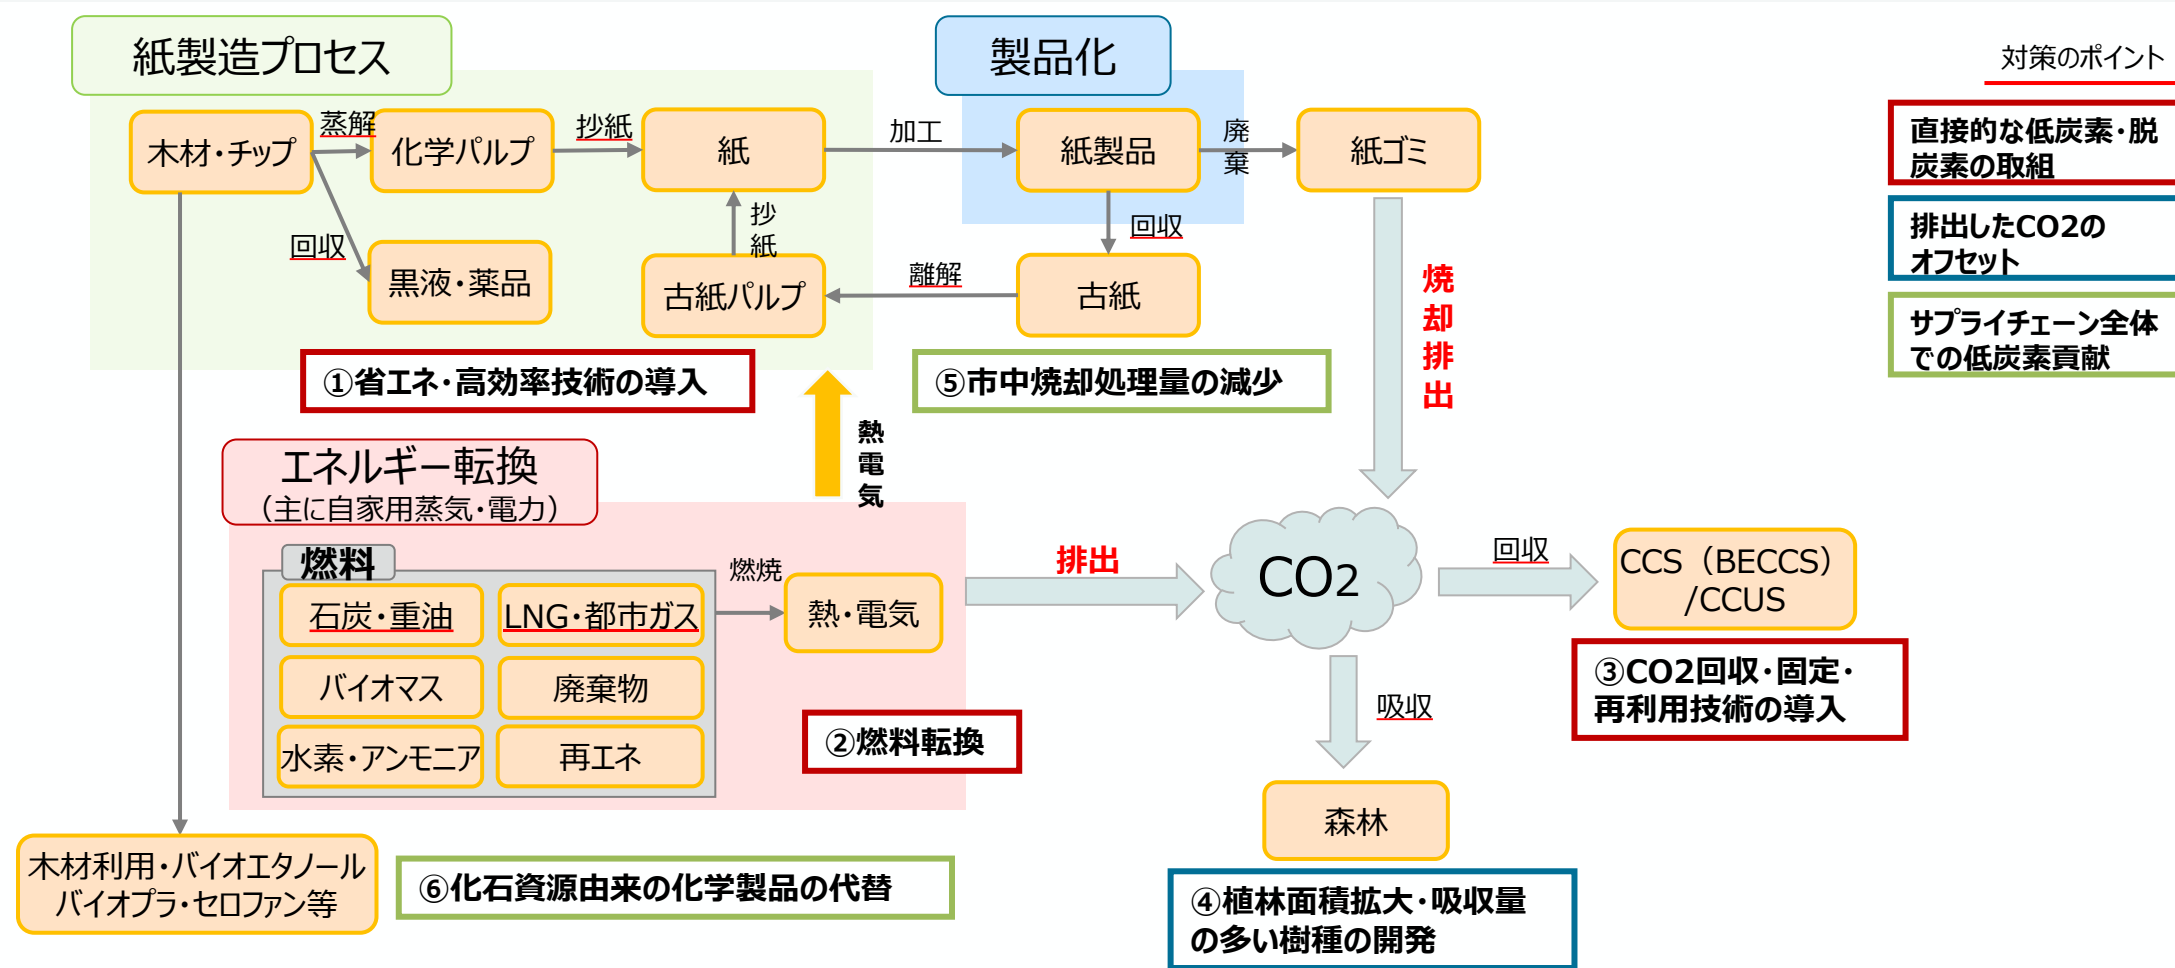 紙製造プロセス
製品化
対策のポイント
木材・チップ
蒸解
化学パルプ
抄紙
紙
加工
紙製品
廃
棄
紙ゴミ
直接的な低炭素・脱
炭素の取組
回収
黒液・薬品
抄
紙
古紙パルプ
離解
回収
古紙
排出したCO2の
オフセット
焼
却
排
出
サプライチェーン全体
での低炭素貢献
①省エネ・高効率技術の導入
⑤市中焼却処理量の減少
熱
電
気
エネルギー転換
（主に自家用蒸気・電力）
燃料
石炭・重油
LNG・都市ガス
バイオマス
廃棄物
水素・アンモニア
再エネ
燃焼
熱・電気
②燃料転換
排出
CO2
回収
CCS（BECCS）
/CCUS
③CO2回収・固定・
再利用技術の導入
吸収
森林
④植林面積拡大・吸収量
の多い樹種の開発
木材利用・バイオエタノール
バイオプラ・セロファン等
⑥化石資源由来の化学製品の代替